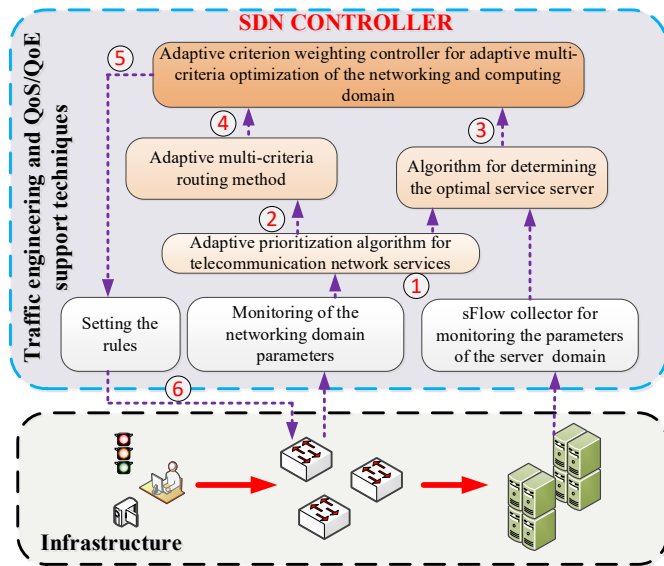 SDN CONTROLLER
Traffic engineering and QoS/QoE
support techniques
5
Adaptive criterion weighting controller for adaptive multi-
criteria optimization of the networking and computing
domain
4
3
Adaptive multi-criteria
routing method
Algorithm for determining
the optimal service server
2
Adaptive prioritization algorithm for
telecommunication network services
1
Setting the
rules
Monitoring of the
networking domain
parameters
sFlow collector for
monitoring the parameters
of the server domain
6
Infrastructure